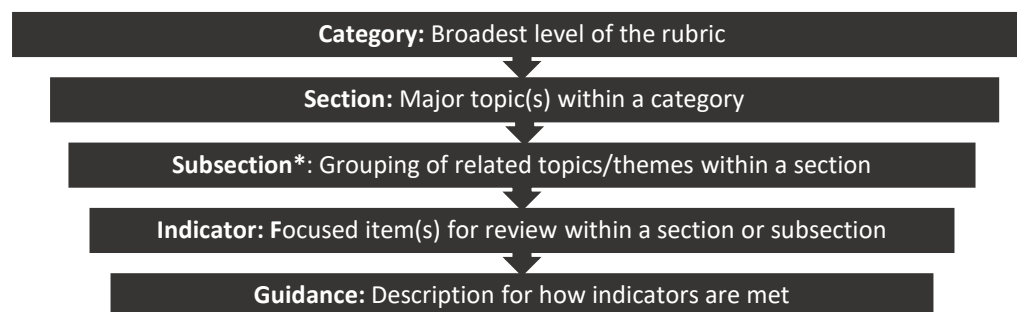 Category: Broadest level of the rubric
Section: Major topic(s) within a category
Subsection*: Grouping of related topics/themes within a section
Indicator: Focused item(s) for review within a section or subsection
Guidance: Description for how indicators are met